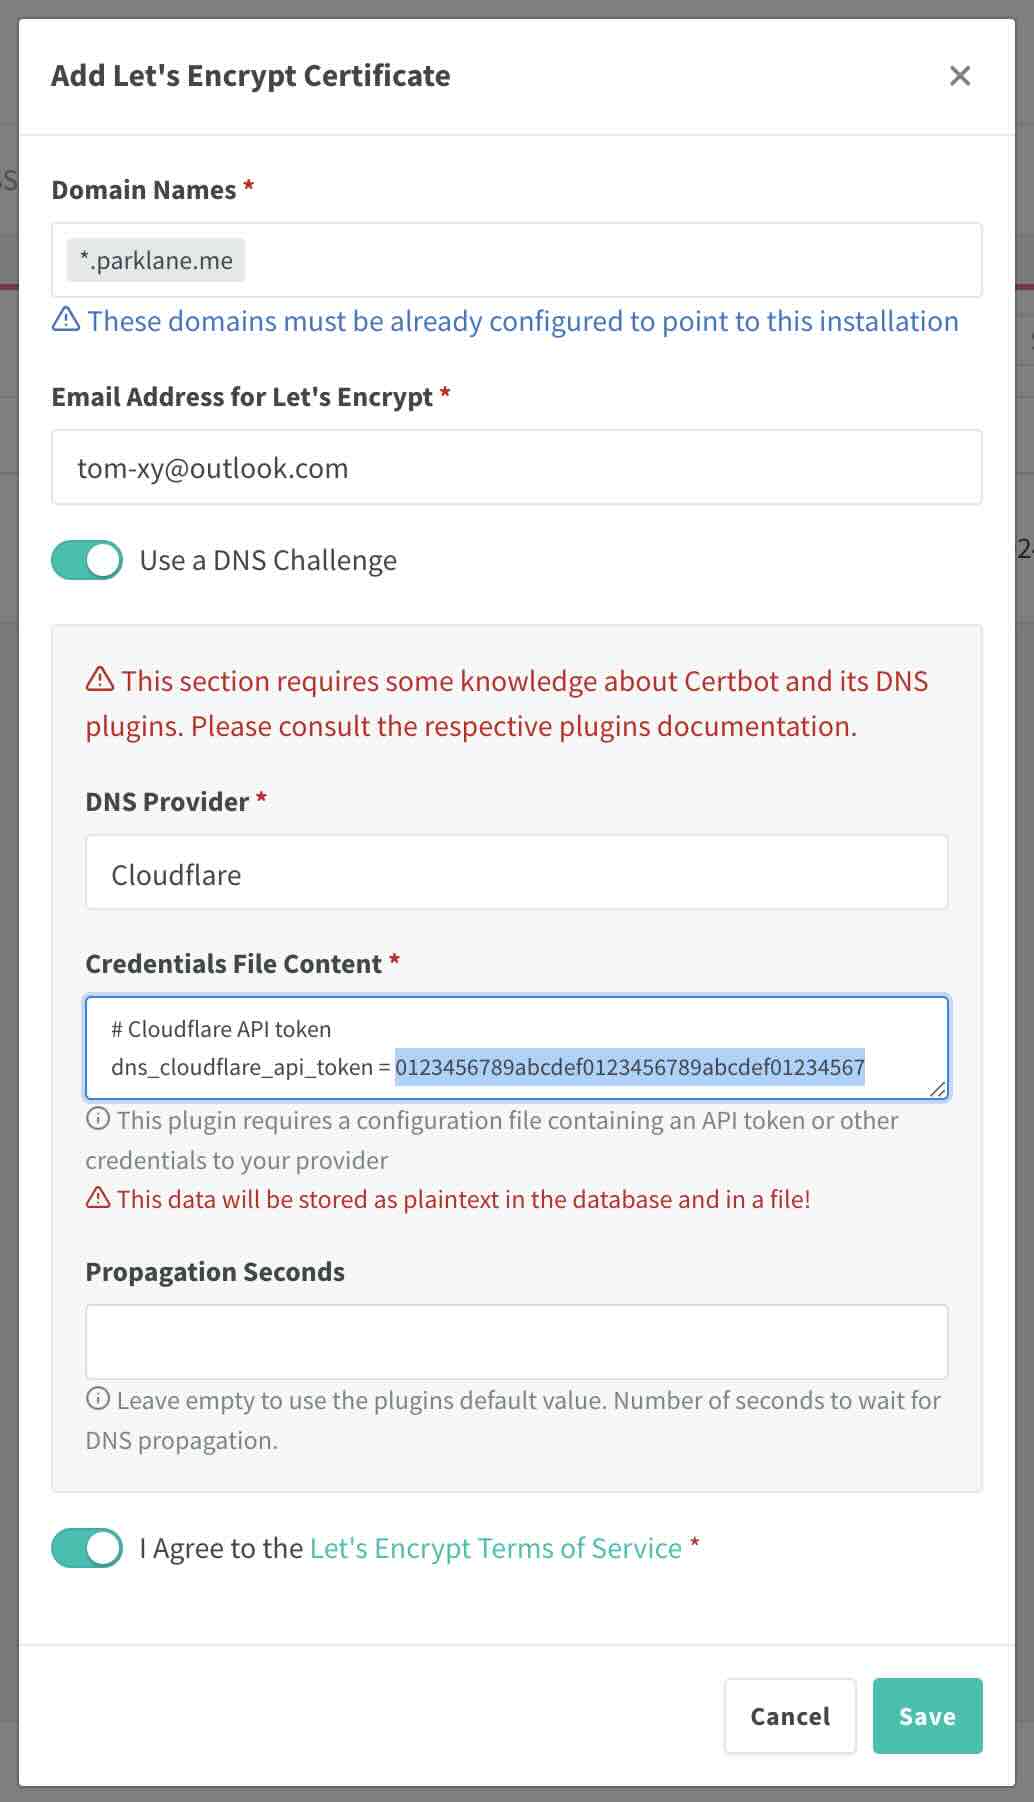 Add Let's Encrypt Certificate
Domain Names *
*.parklane.me
These domains must be already configured to point to this installation
Email Address for Let's Encrypt *
tom-xy@outlook.com
Use a DNS Challenge
This section requires some knowledge about Certbot and its DNS
plugins. Please consult the respective plugins documentation.
DNS Provider *
Cloudflare
Credentials File Content *
# Cloudflare API token
dns_cloudflare_api_token = 0123456789abcdef0123456789abcdef01234567
This plugin requires a configuration file containing an API token or other
credentials to your provider
This data will be stored as plaintext in the database and in a file!
Propagation Seconds
Leave empty to use the plugins default value. Number of seconds to wait for
DNS propagation.
I Agree to the Let's Encrypt Terms of Service *
Cancel
Save